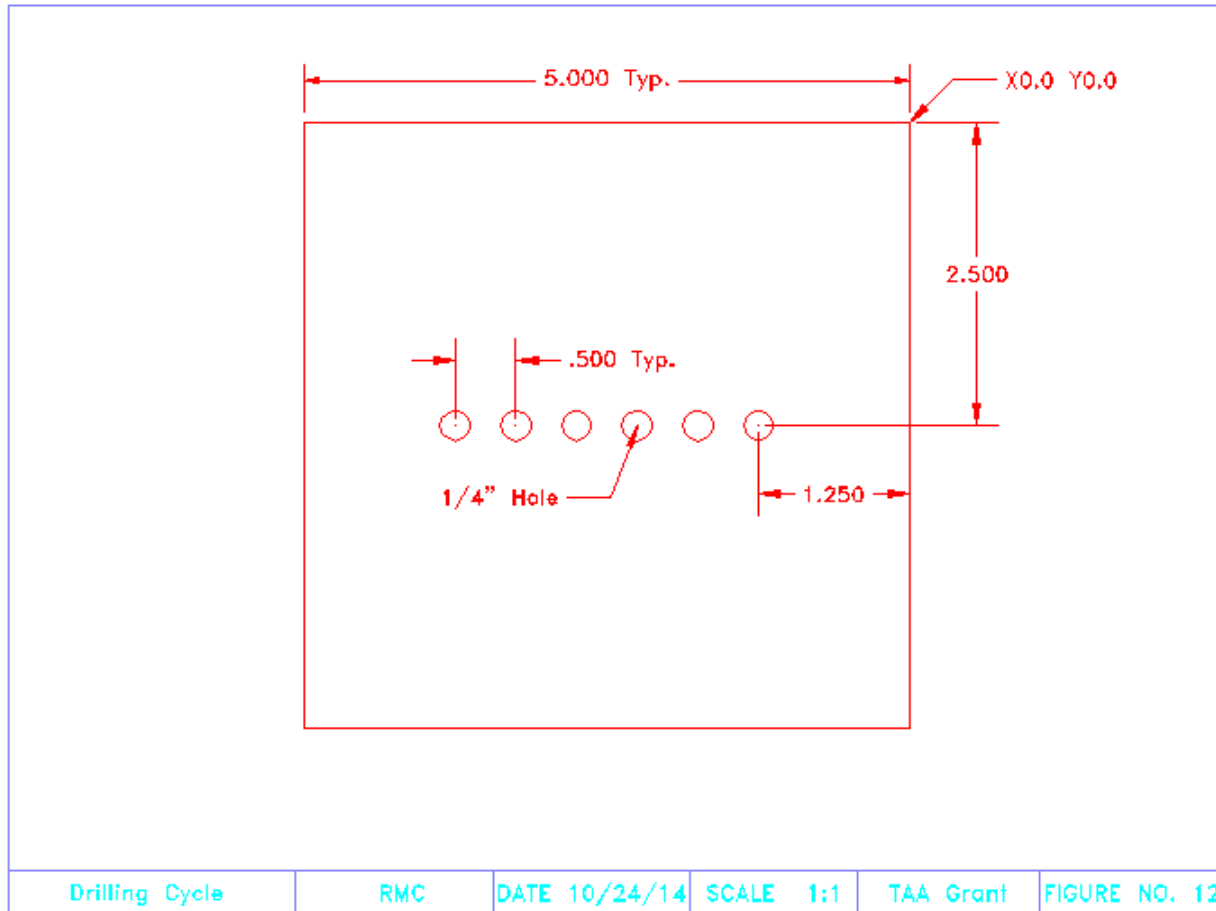 5.000 Typ.
X0.0 Y0.0
2.500
.500 Typ.
1/4" Hole
1.250
Drilling Cycle
RMC
DATE 10/24/14
SCALE 1:1
TAA Grant
FIGURE NO. 12